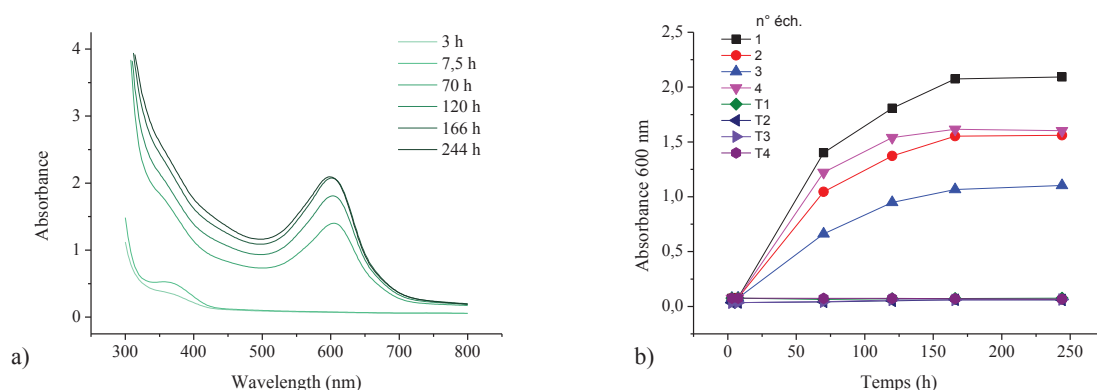 4
3
2
1
0
Absorbance
300 400 500 600 700 800
Wavelength (nm)
3 h
7,5 h
70 h
120 h
166 h
244 h
a)
n° éch.
1
2
3
4
T1
T2
T3
T4
2,5
2,0
1,5
1,0
0,5
0,0
Absorbance 600 nm
0 50 100 150 200 250
Temps (h)
b)